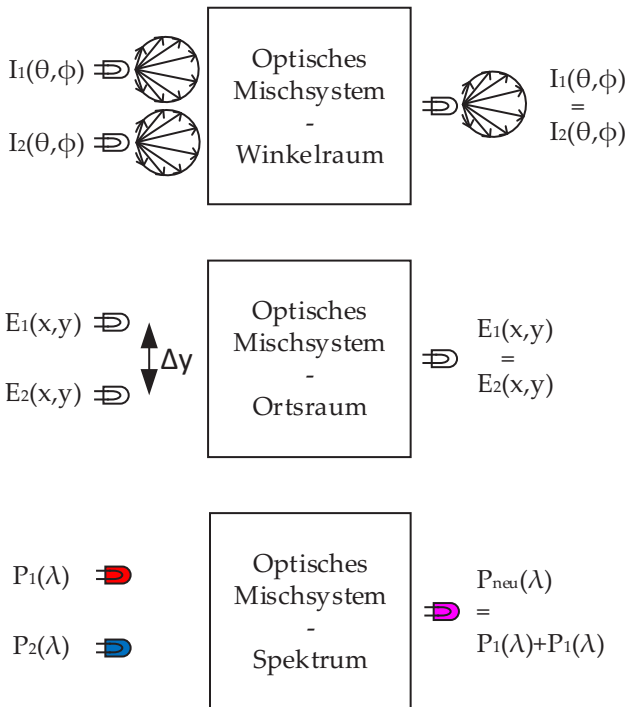 I₁(θ,ϕ)
I₂(θ,ϕ)
Optisches
Mischsystem
-
Winkelraum
I₁(θ,ϕ)
=
I₂(θ,ϕ)
E₁(x,y)
E₂(x,y)
Δy
Optisches
Mischsystem
-
Ortsraum
E₁(x,y)
=
E₂(x,y)
P₁(λ)
P₂(λ)
Optisches
Mischsystem
-
Spektrum
Pneu(λ)
=
P₁(λ)+P₁(λ)